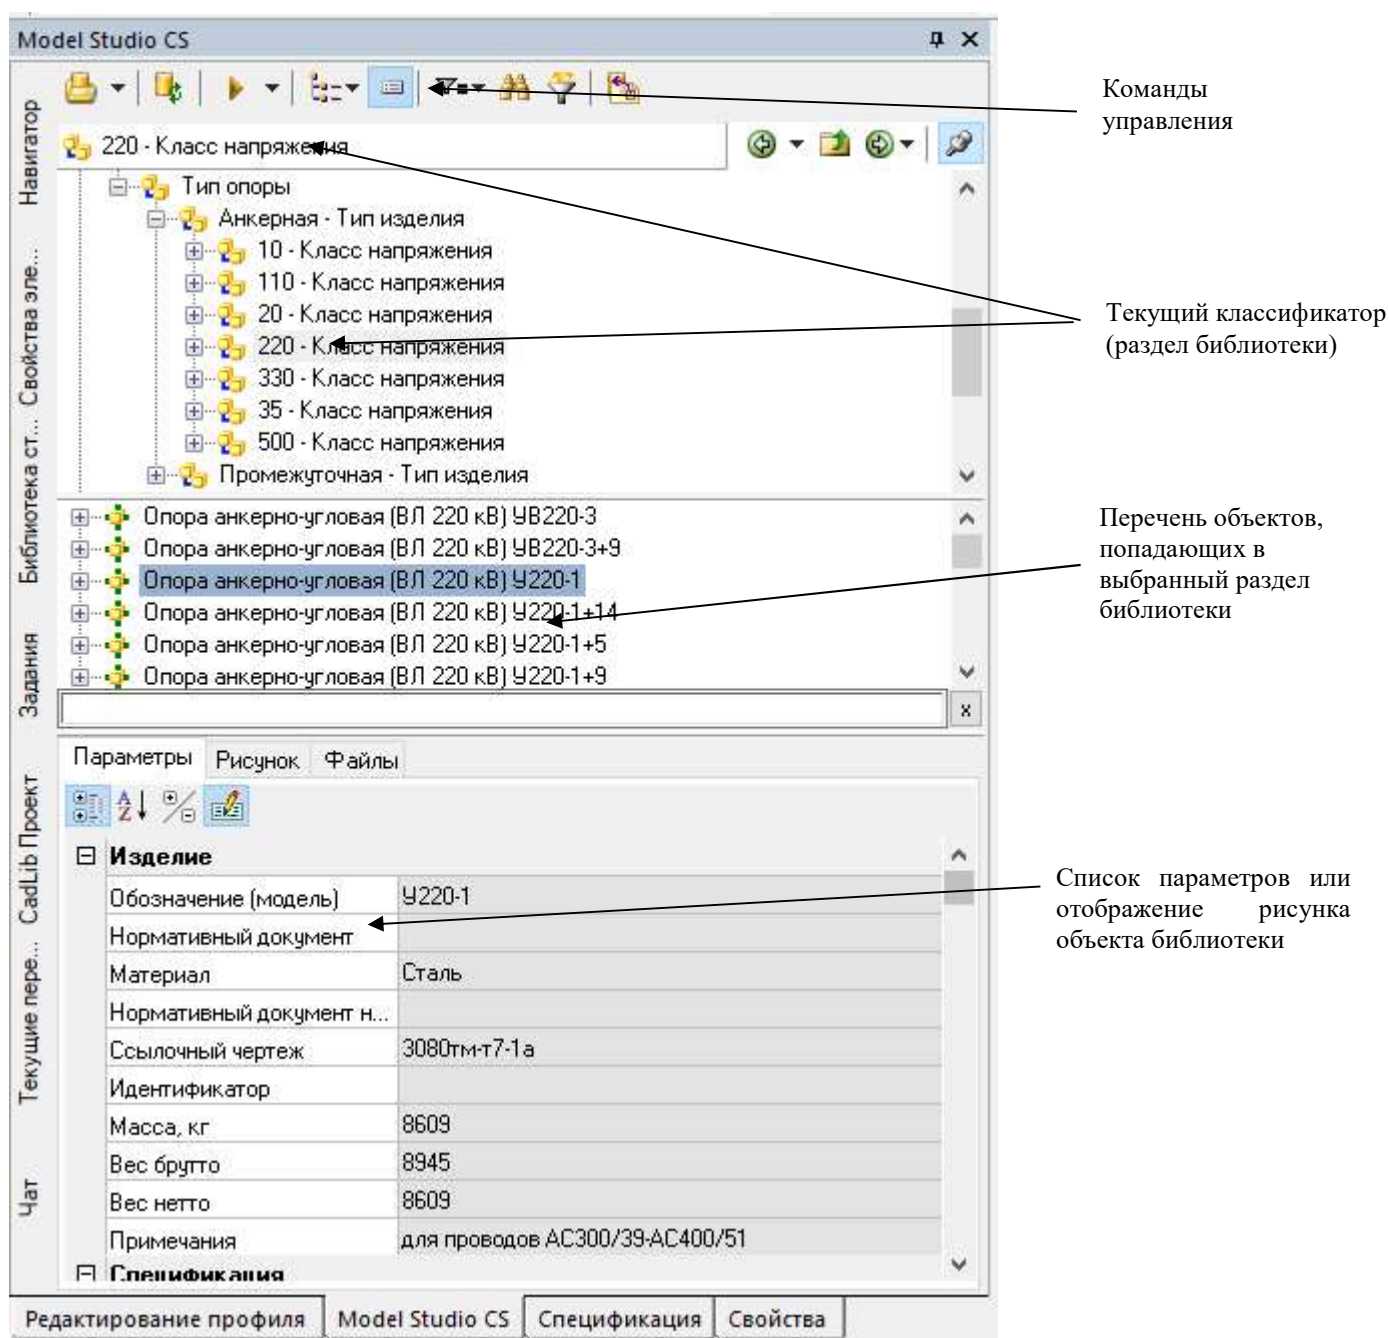 Model Studio CS
Команды
управления
220 - Класс напряжения
Тип опоры
Анкерная - Тип изделия
10 - Класс напряжения
110 - Класс напряжения
20 - Класс напряжения
220 - Класс напряжения
330 - Класс напряжения
35 - Класс напряжения
500 - Класс напряжения
Промежуточная - Тип изделия
Текущий классификатор
(раздел библиотеки)
Опора анкерно-угловая (ВЛ 220 кВ) УВ220-3
Опора анкерно-угловая (ВЛ 220 кВ) УВ220-3+9
Опора анкерно-угловая (ВЛ 220 кВ) У220-1
Опора анкерно-угловая (ВЛ 220 кВ) У220-1+14
Опора анкерно-угловая (ВЛ 220 кВ) У220-1+5
Опора анкерно-угловая (ВЛ 220 кВ) У220-1+9
Перечень объектов,
попадающих в
выбранный раздел
библиотеки
x
Параметры Рисунок Файлы
Изделие
Обозначение (модель) У220-1
Нормативный документ
Материал Сталь
Нормативный документ н...
Ссылочный чертеж 3080тм-т7-1а
Идентификатор
Масса, кг 8609
Вес брутто 8945
Вес нетто 8609
Примечания для проводов АС300/39-АС400/51
Спецификация
Список параметров или
отображение рисунка
объекта библиотеки
Навигатор
Свойства эле...
Библиотека ст...
Задания
CadLib Проект
Текущие пере...
Чат
Редактирование профиля Model Studio CS Спецификация Свойства